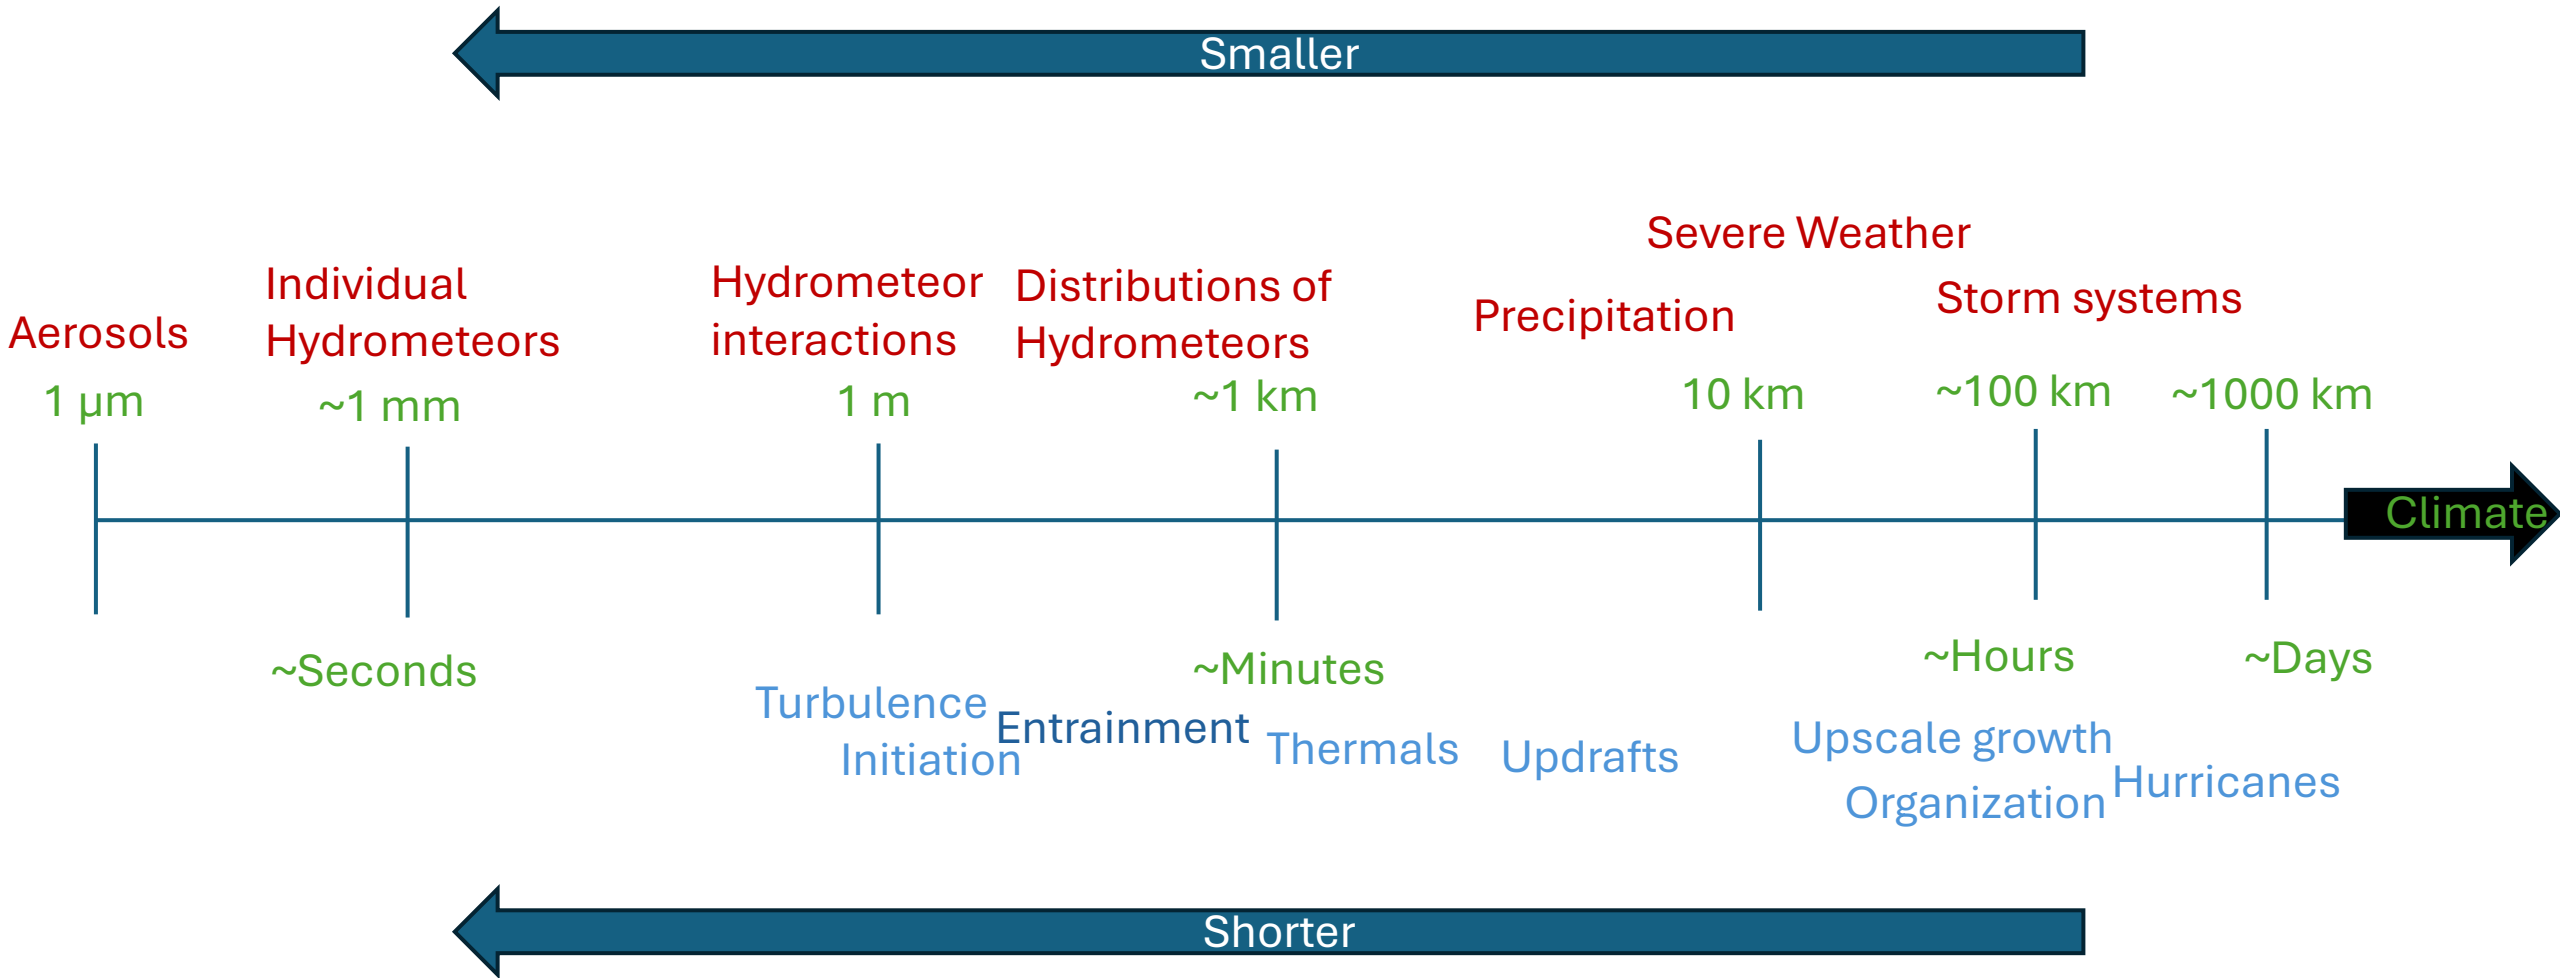 Smaller
Severe Weather
Individual
Hydrometeors
Hydrometeor
interactions
Distributions of
Hydrometeors
Storm systems
Precipitation
Aerosols
1 µm
~1 mm
1 m
~1 km
10 km
~100 km
~1000 km
Climate
~Seconds
~Minutes
~Hours
~Days
Turbulence
Entrainment
Initiation
Thermals
Updrafts
Upscale growth
Organization
Hurricanes
Shorter